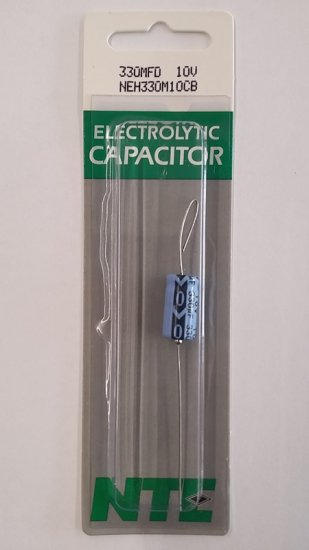 330MFD 10V
NEH330M10CB
ELECTROLYTIC
CAPACITOR
NTE